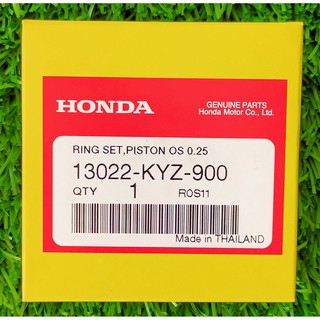 HONDA
GENUINE PARTS
Honda Motor Co., Ltd.
RING SET,PISTON OS 0.25
13022-KYZ-900
QTY 1 R0S11
Made in THAILAND